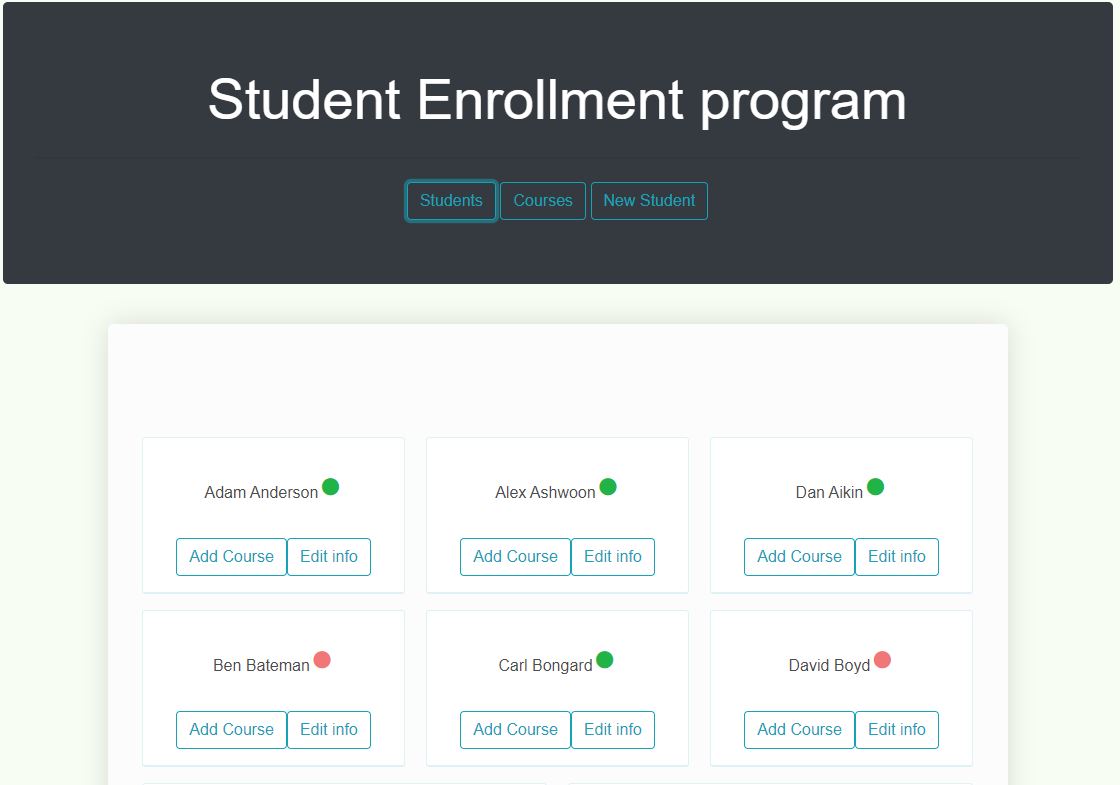 Student Enrollment program
Students Courses New Student
Adam Anderson
Add Course Edit info
Alex Ashwoon
Add Course Edit info
Dan Aikin
Add Course Edit info
Ben Bateman
Add Course Edit info
Carl Bongard
Add Course Edit info
David Boyd
Add Course Edit info